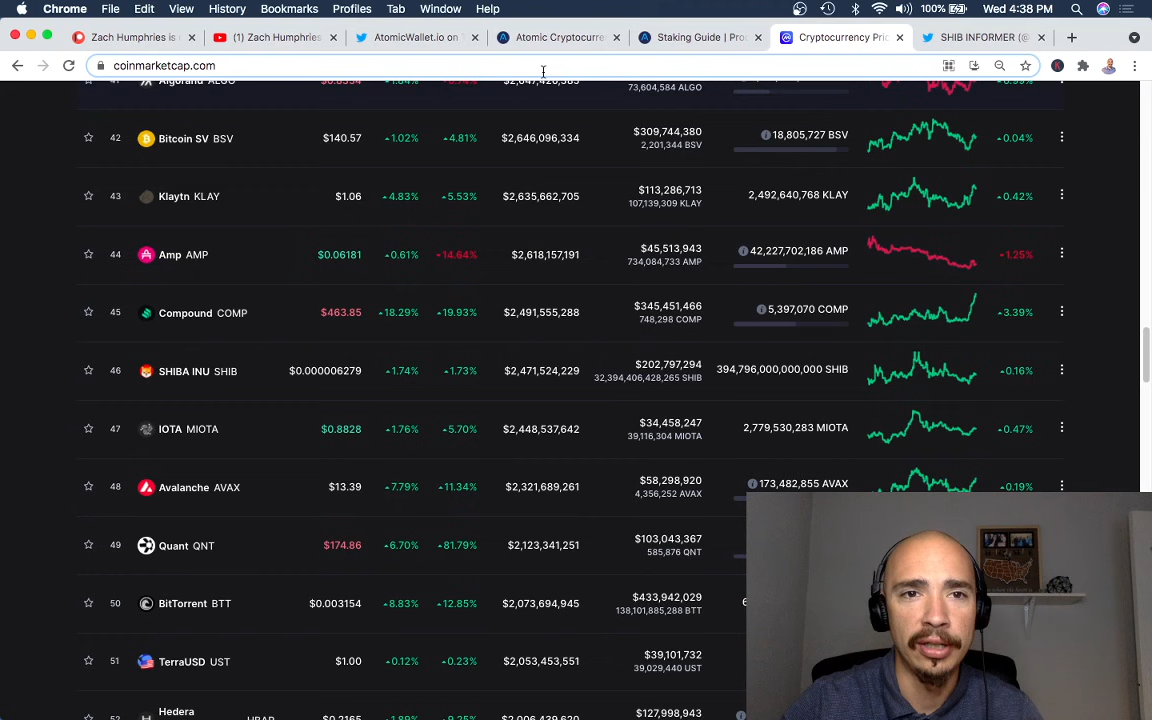 Chrome File Edit View History Bookmarks Profiles Tab Window Help 100% Wed 4:38 PM
Zach Humphries is (1) Zach Humphries AtomicWallet.io on Atomic Cryptocurre Staking Guide | Pro Cryptocurrency Pric SHIB INFORMER (@
coinmarketcap.com
73,604,584 ALGO
42 Bitcoin SV BSV $140.57 1.02% 4.81% $2,646,096,334 $309,744,380 18,805,727 BSV 0.04%
2,201,344 BSV
43 Klaytn KLAY $1.06 4.83% 5.53% $2,635,662,705 $113,286,713 2,492,640,768 KLAY 0.42%
107,139,309 KLAY
44 Amp AMP $0.06181 0.61% 14.64% $2,618,157,191 $45,513,943 42,227,702,186 AMP 1.25%
734,084,733 AMP
45 Compound COMP $463.85 18.29% 19.93% $2,491,555,288 $345,451,466 5,397,070 COMP 3.39%
748,298 COMP
46 SHIBA INU SHIB $0.000006279 1.74% 1.73% $2,471,524,229 $202,797,294 394,796,000,000,000 SHIB 0.16%
32,394,406,428,265 SHIB
47 IOTA MIOTA $0.8828 1.76% 5.70% $2,448,537,642 $34,458,247 2,779,530,283 MIOTA 0.47%
39,116,304 MIOTA
48 Avalanche AVAX $13.39 7.79% 11.34% $2,321,689,261 $58,298,920 173,482,855 AVAX 0.19%
4,356,252 AVAX
49 Quant QNT $174.86 6.70% 81.79% $2,123,341,251 $103,043,367
585,876 QNT
50 BitTorrent BTT $0.003154 8.83% 12.85% $2,073,694,945 $433,942,029
138,101,885,288 BTT
51 TerraUSD UST $1.00 0.12% 0.23% $2,053,453,551 $39,101,732
39,029,440 UST
Hedera $127,998,943